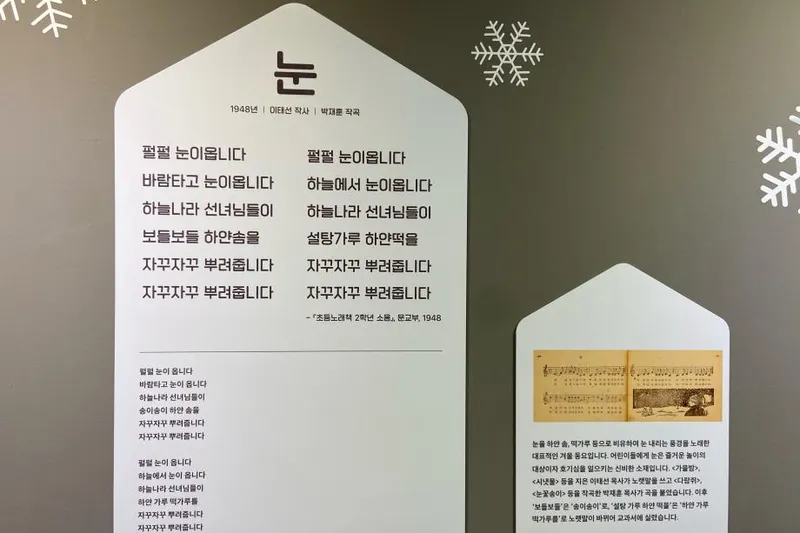 눈
1948년 | 이태선 작사 | 박재훈 작곡
펄펄 눈이옵니다
바람타고 눈이옵니다
하늘나라 선녀님들이
보들보들 하얀솜을
자꾸자꾸 뿌려줍니다
자꾸자꾸 뿌려줍니다
펄펄 눈이옵니다
하늘에서 눈이옵니다
하늘나라 선녀님들이
설탕가루 하얀떡을
자꾸자꾸 뿌려줍니다
자꾸자꾸 뿌려줍니다
-『초등노래책 2학년 소용』, 문교부, 1948
펄펄 눈이 옵니다
바람타고 눈이 옵니다
하늘나라 선녀님들이
송이송이 하얀 솜을
자꾸자꾸 뿌려줍니다
자꾸자꾸 뿌려줍니다
펄펄 눈이 옵니다
하늘에서 눈이 옵니다
하늘나라 선녀님들이
하얀 가루 떡가루를
자꾸자꾸 뿌려줍니다
자꾸자꾸 뿌려줍니다
눈을 하얀 솜, 떡가루 등으로 비유하여 눈 내리는 풍경을 노래한
대표적인 겨울 동요입니다. 어린이들에게 눈은 즐거운 놀이의
대상이자 호기심을 일으키는 신비한 소재입니다. <가을밤>,
<시냇물> 등을 지은 이태선 목사가 노랫말을 쓰고 <다람쥐>,
<눈꽃송이> 등을 작곡한 박재훈 목사가 곡을 붙였습니다. 이후
'보들보들'은 '송이송이'로, '설탕 가루 하얀 떡을'은 '하얀 가루
떡가루를'로 노랫말이 바뀌어 교과서에 실렸습니다.